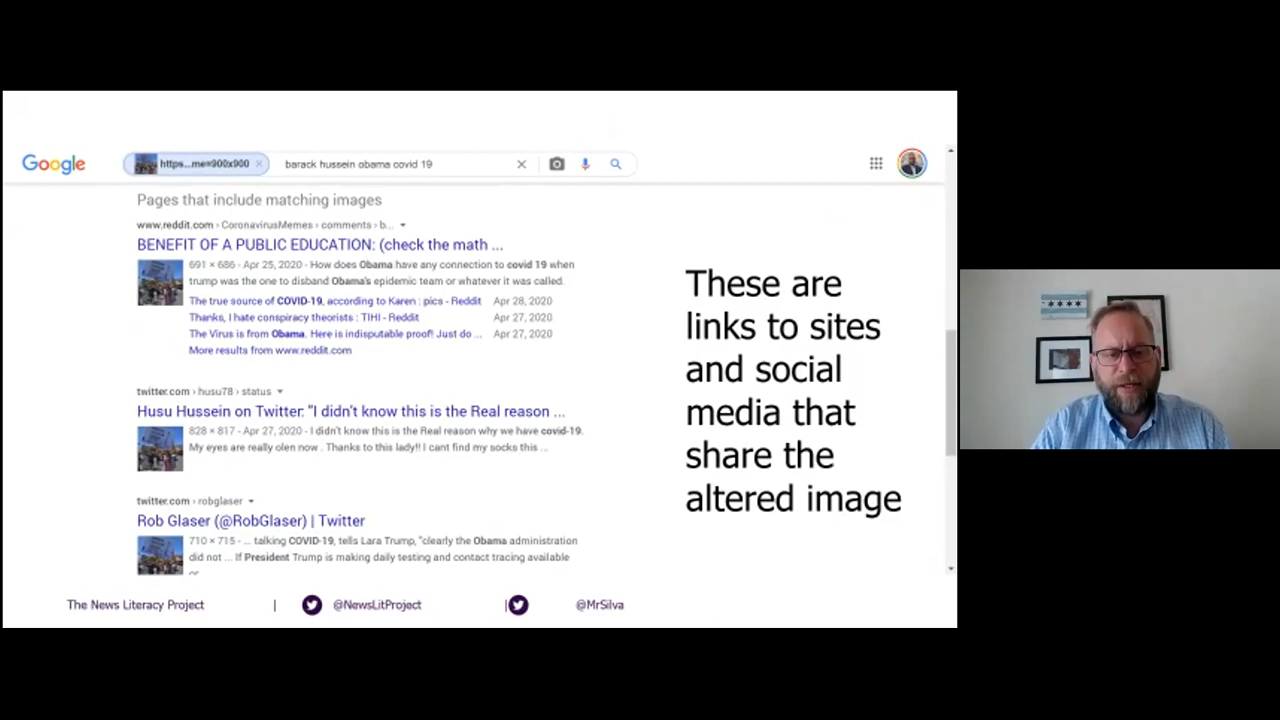 Google
https...me=900x900 ×
barack hussein obama covid 19
Pages that include matching images
www.reddit.com › CoronavirusMemes › comments › b...
BENEFIT OF A PUBLIC EDUCATION: (check the math ...
691 × 686 - Apr 25, 2020 - How does Obama have any connection to covid 19 when
trump was the one to disband Obama's epidemic team or whatever it was called.
The true source of COVID-19, according to Karen : pics - Reddit Apr 28, 2020
Thanks, I hate conspiracy theorists : TIHI - Reddit Apr 27, 2020
The Virus is from Obama. Here is indisputable proof! Just do ... Apr 27, 2020
More results from www.reddit.com
twitter.com › husu78 › status
Husu Hussein on Twitter: "I didn't know this is the Real reason ...
828 × 817 - Apr 27, 2020 - I didn't know this is the Real reason why we have covid-19.
My eyes are really olen now . Thanks to this lady!! I cant find my socks this ...
twitter.com › robglaser
Rob Glaser (@RobGlaser) | Twitter
710 × 715 - ... talking COVID-19, tells Lara Trump, "clearly the Obama administration
did not ... If President Trump is making daily testing and contact tracing available
These are
links to sites
and social
media that
share the
altered image
The News Literacy Project | @NewsLitProject | @MrSilva